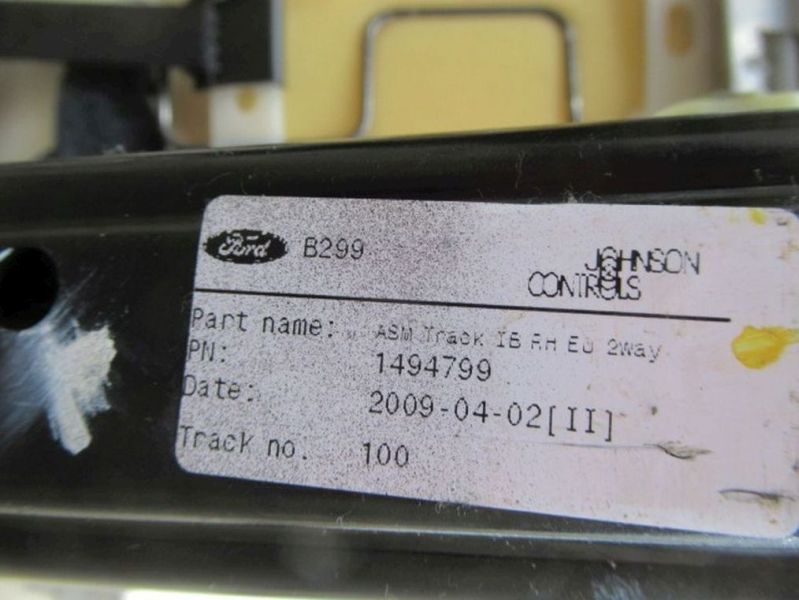 Ford B299
JOHNSON
CONTROLS
Part name: ASM Track IB RH EU 2way
PN: 1494799
Date: 2009-04-02[II]
Track no. 100